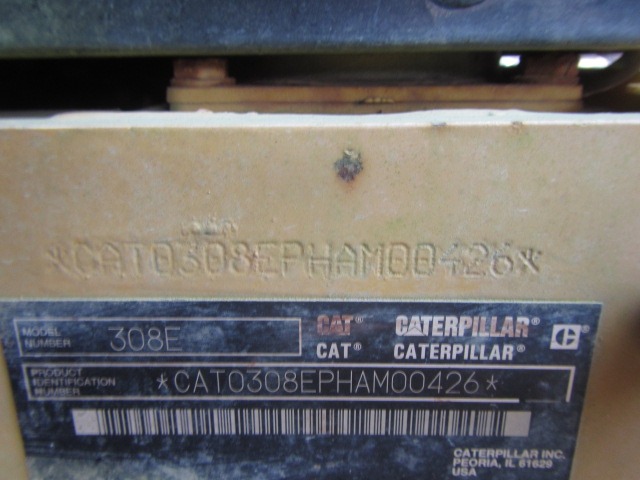 *CAT0308EPHAM00426*
MODEL NUMBER 308E
CAT® CATERPILLAR®
CAT® CATERPILLAR® C
PRODUCT IDENTIFICATION NUMBER *CAT0308EPHAM00426*
CATERPILLAR INC.
PEORIA, IL 61629
USA